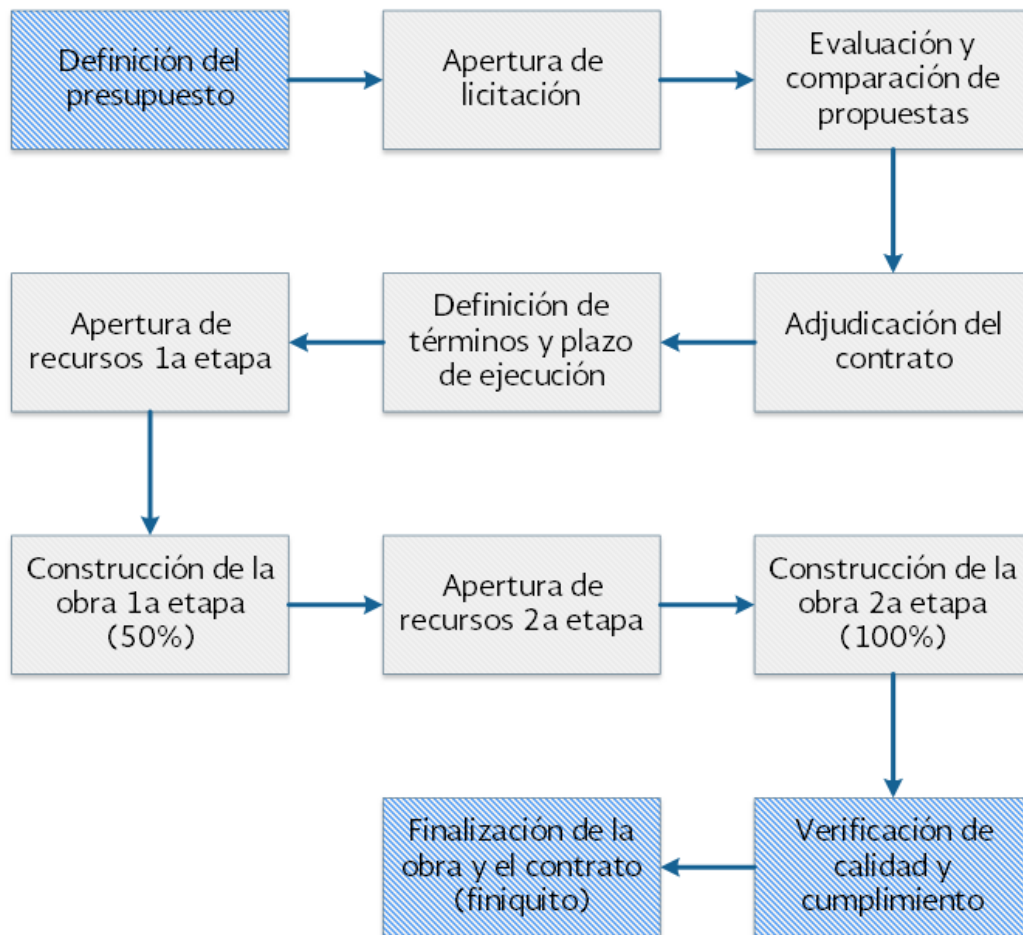 Definición del
presupuesto
Apertura de
licitación
Evaluación y
comparación de
propuestas
Adjudicación del
contrato
Definición de
términos y plazo
de ejecución
Apertura de
recursos 1a etapa
Construcción de la
obra 1a etapa
(50%)
Apertura de
recursos 2a etapa
Construcción de la
obra 2a etapa
(100%)
Verificación de
calidad y
cumplimiento
Finalización de la
obra y el contrato
(finiquito)